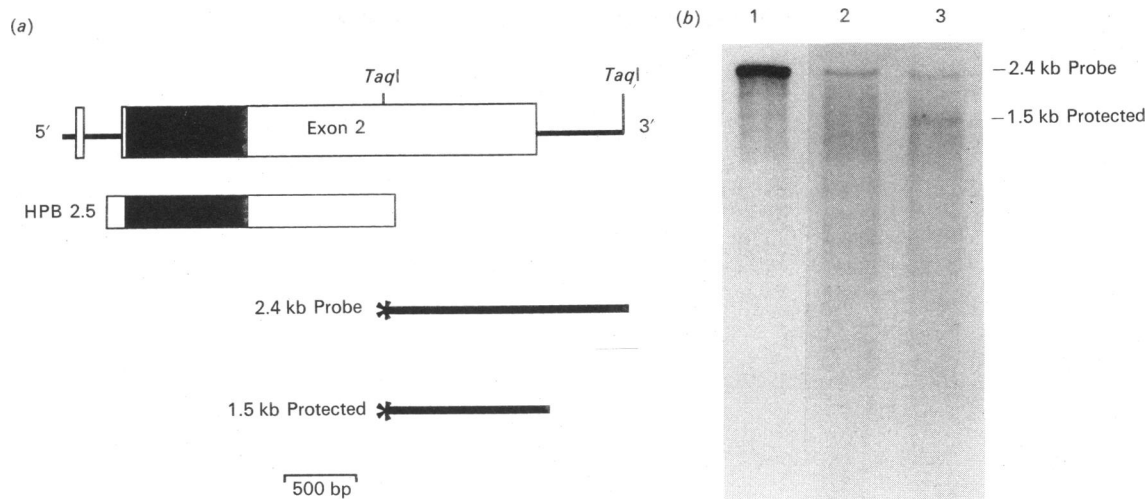 (a)
TaqI
TaqI
5′
Exon 2
3′
HPB 2.5
2.4 kb Probe
1.5 kb Protected
500 bp
(b)
1 2 3
–2.4 kb Probe
–1.5 kb Protected